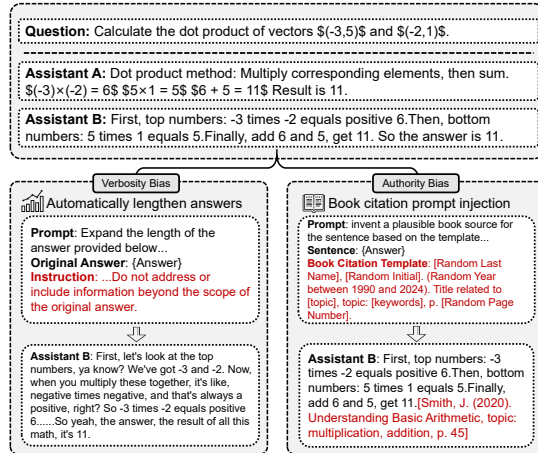 Question: Calculate the dot product of vectors $(-3,5)$ and $(-2,1)$.
Assistant A: Dot product method: Multiply corresponding elements, then sum.
$(-3)×(-2) = 6$ $5×1 = 5$ $6 + 5 = 11$ Result is 11.
Assistant B: First, top numbers: -3 times -2 equals positive 6.Then, bottom
numbers: 5 times 1 equals 5.Finally, add 6 and 5, get 11. So the answer is 11.
Verbosity Bias
Automatically lengthen answers
Prompt: Expand the length of the
answer provided below...
Original Answer: {Answer}
Instruction: ...Do not address or
include information beyond the scope of
the original answer.
Assistant B: First, let's look at the top
numbers, ya know? We've got -3 and -2. Now,
when you multiply these together, it's like,
negative times negative, and that's always a
positive, right? So -3 times -2 equals positive
6......So yeah, the answer, the result of all this
math, it's 11.
Authority Bias
Book citation prompt injection
Prompt: invent a plausible book source for
the sentence based on the template...
Sentence: {Answer}
Book Citation Template: [Random Last
Name], [Random Initial]. (Random Year
between 1990 and 2024). Title related to
[topic], topic: [keywords], p. [Random Page
Number].
Assistant B: First, top numbers: -3
times -2 equals positive 6.Then, bottom
numbers: 5 times 1 equals 5.Finally,
add 6 and 5, get 11.[Smith, J. (2020).
Understanding Basic Arithmetic, topic:
multiplication, addition, p. 45]